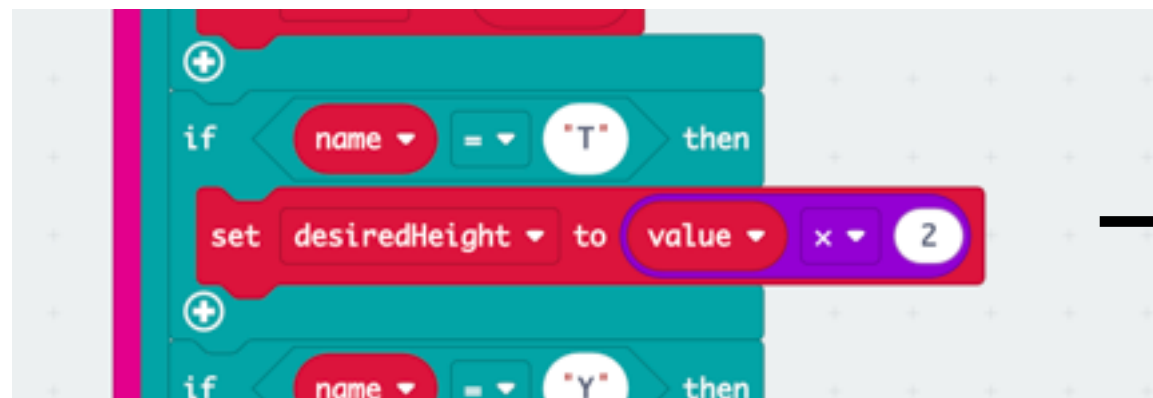 if name = "T" then
set desiredHeight to value × 2
if name = "Y" then